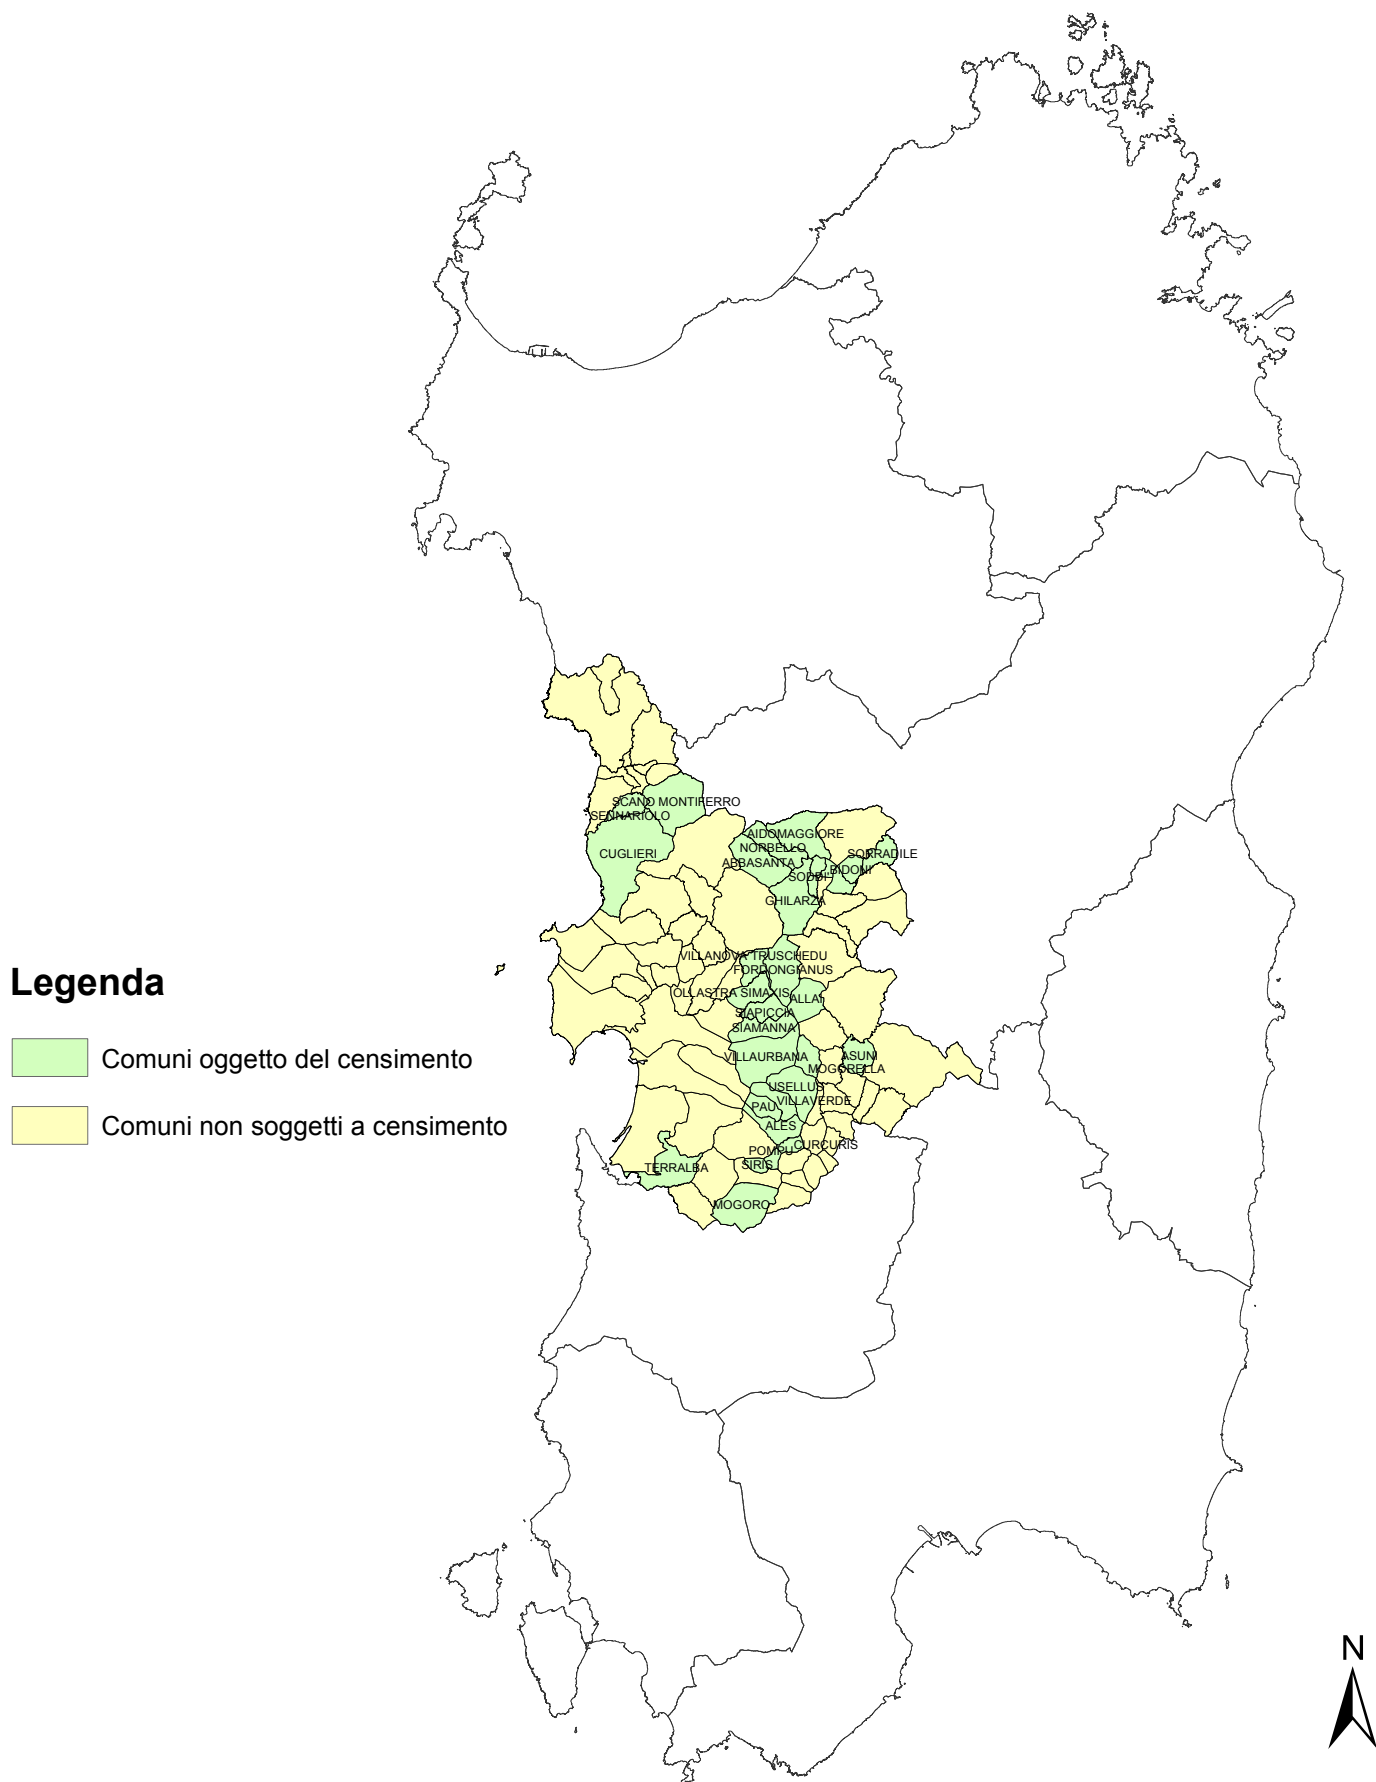 SCANO MONTIFERRO
SENNARIOLO
CUGLIERI
AIDOMAGGIORE
NORBELLO
ABBASANTA
SORRADILE
BIDONI'
SODDI'
GHILARZA
VILLANOVA TRUSCHEDU
FORDONGIANUS
OLLASTRA SIMAXIS
ALLAI
SIAPICCIA
SIAMANNA
VILLAURBANA
ASUNI
MOGORELLA
USELLUS
VILLAVERDE
PAU
ALES
CURCURIS
POMPU
SIRIS
TERRALBA
MOGORO
Legenda
Comuni oggetto del censimento
Comuni non soggetti a censimento
N